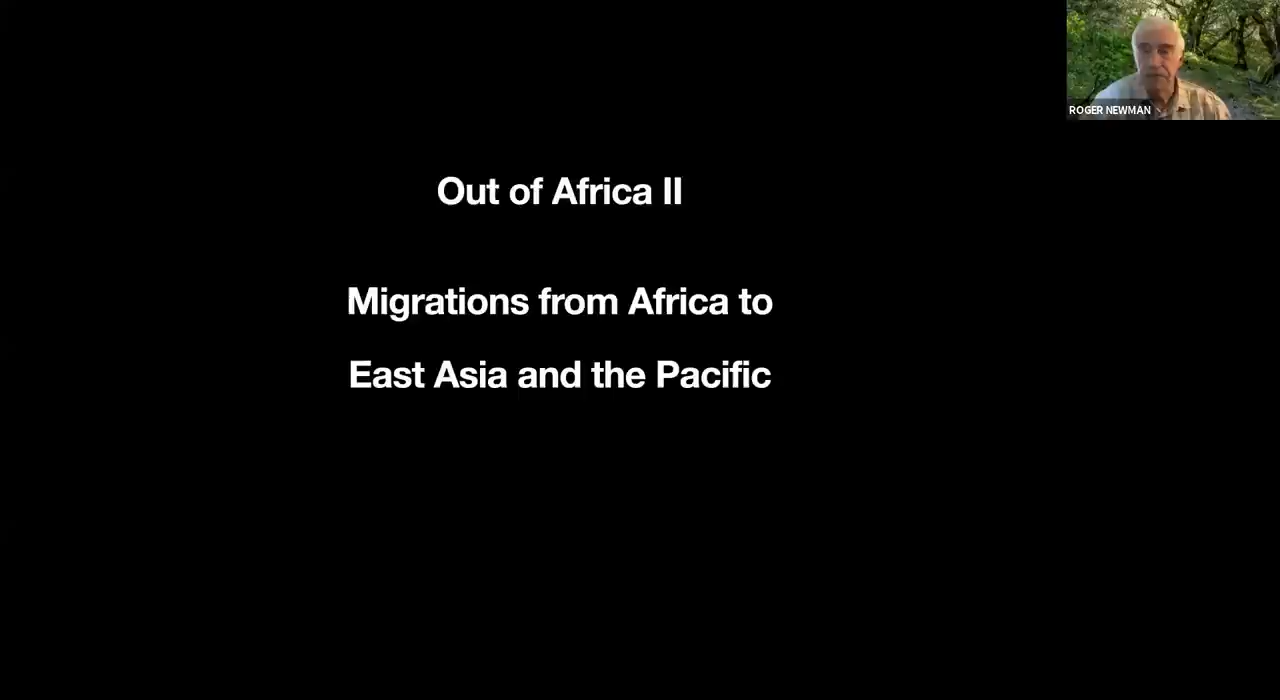 ROGER NEWMAN
Out of Africa II
Migrations from Africa to
East Asia and the Pacific